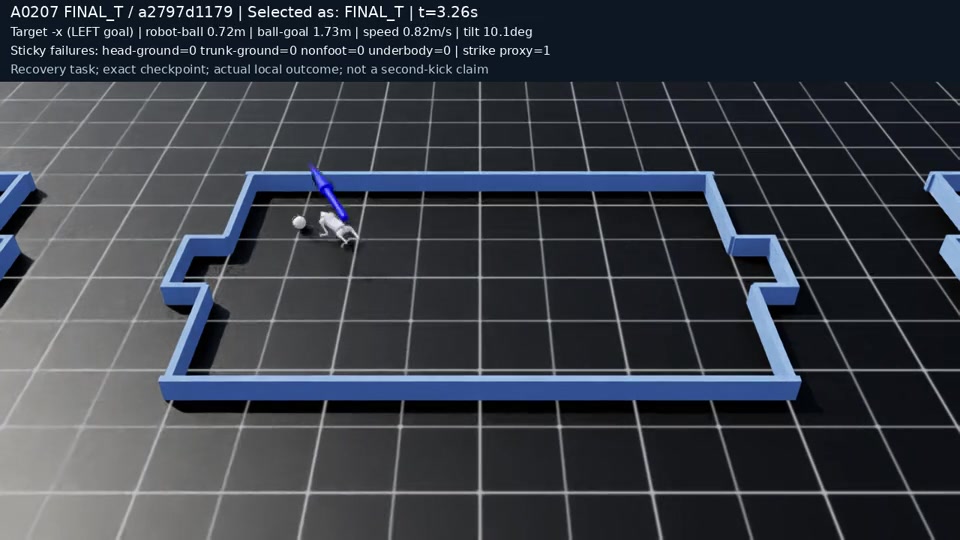 A0207 FINAL_T / a2797d1179 | Selected as: FINAL_T | t=3.26s
Target -x (LEFT goal) | robot-ball 0.72m | ball-goal 1.73m | speed 0.82m/s | tilt 10.1deg
Sticky failures: head-ground=0 trunk-ground=0 nonfoot=0 underbody=0 | strike proxy=1
Recovery task; exact checkpoint; actual local outcome; not a second-kick claim